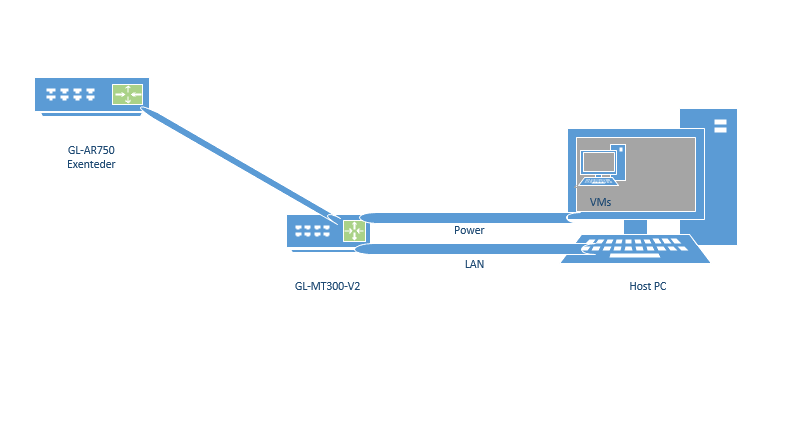 GL-AR750
Exenteder
VMs
Power
LAN
GL-MT300-V2
Host PC